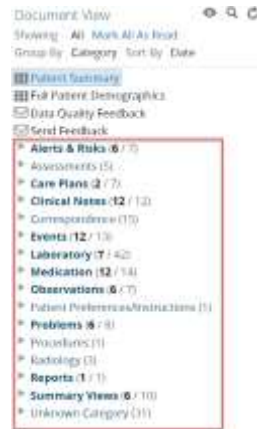 Document View
Showing All Mark All As Read
Group By Category Sort By Date
Patient Summary
Full Patient Demographics
Data Quality Feedback
Send Feedback
Alerts & Risks (6 / 7)
Assessments (5)
Care Plans (2 / 7)
Clinical Notes (12 / 12)
Correspondence (15)
Events (12 / 13)
Laboratory (7 / 42)
Medication (12 / 14)
Observations (6 / 7)
Patient Preferences/Instructions (1)
Problems (6 / 8)
Procedures (1)
Radiology (3)
Reports (1 / 1)
Summary Views (6 / 10)
Unknown Category (31)